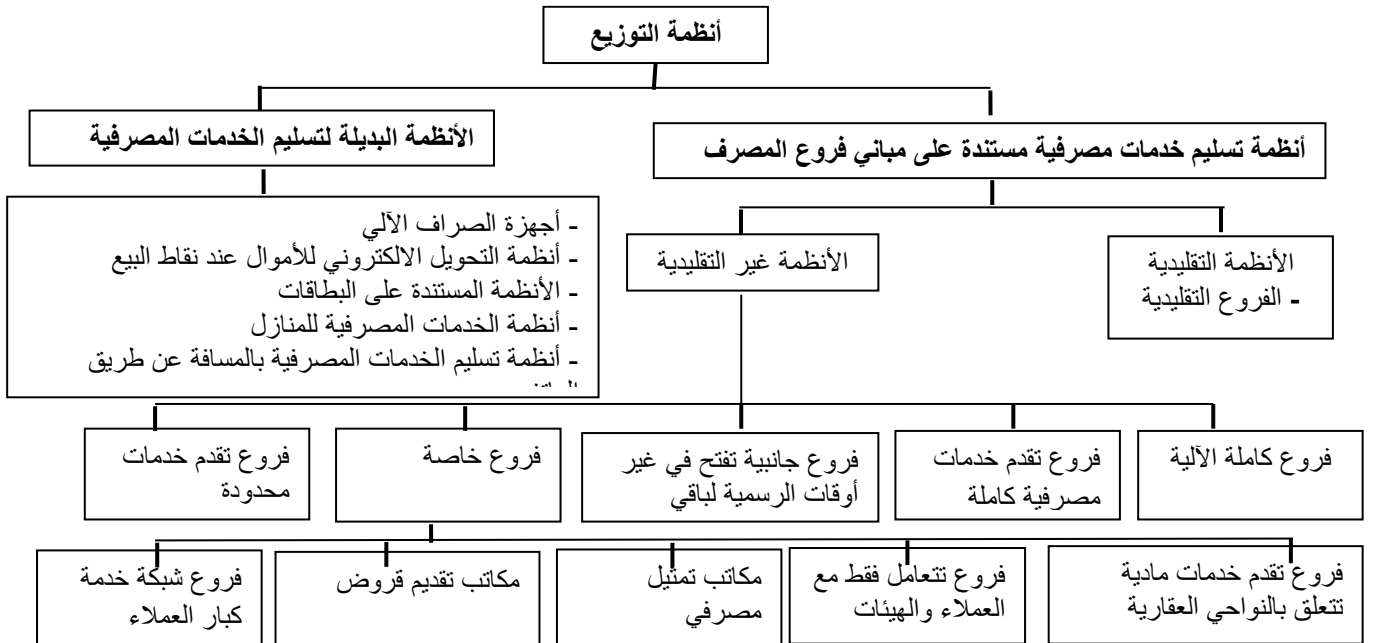 أنظمة التوزيع
أنظمة تسليم خدمات مصرفية مستندة على مباني فروع المصرف
الأنظمة البديلة لتسليم الخدمات المصرفية
الأنظمة التقليدية
- الفروع التقليدية
الأنظمة غير التقليدية
- أجهزة الصراف الآلي
- أنظمة التحويل الالكتروني للأموال عند نقاط البيع
- الأنظمة المستندة على البطاقات
- أنظمة الخدمات المصرفية للمنازل
- أنظمة تسليم الخدمات المصرفية بالمسافة عن طريق
فروع كاملة الآلية
فروع تقدم خدمات
مصرفية كاملة
فروع جانبية تفتح في غير
أوقات الرسمية لباقي
فروع خاصة
فروع تقدم خدمات
محدودة
فروع تقدم خدمات مادية
تتعلق بالنواحي العقارية
فروع تتعامل فقط مع
العملاء والهيئات
مكاتب تمثيل
مصرفي
مكاتب تقديم قروض
فروع شبكة خدمة
كبار العملاء